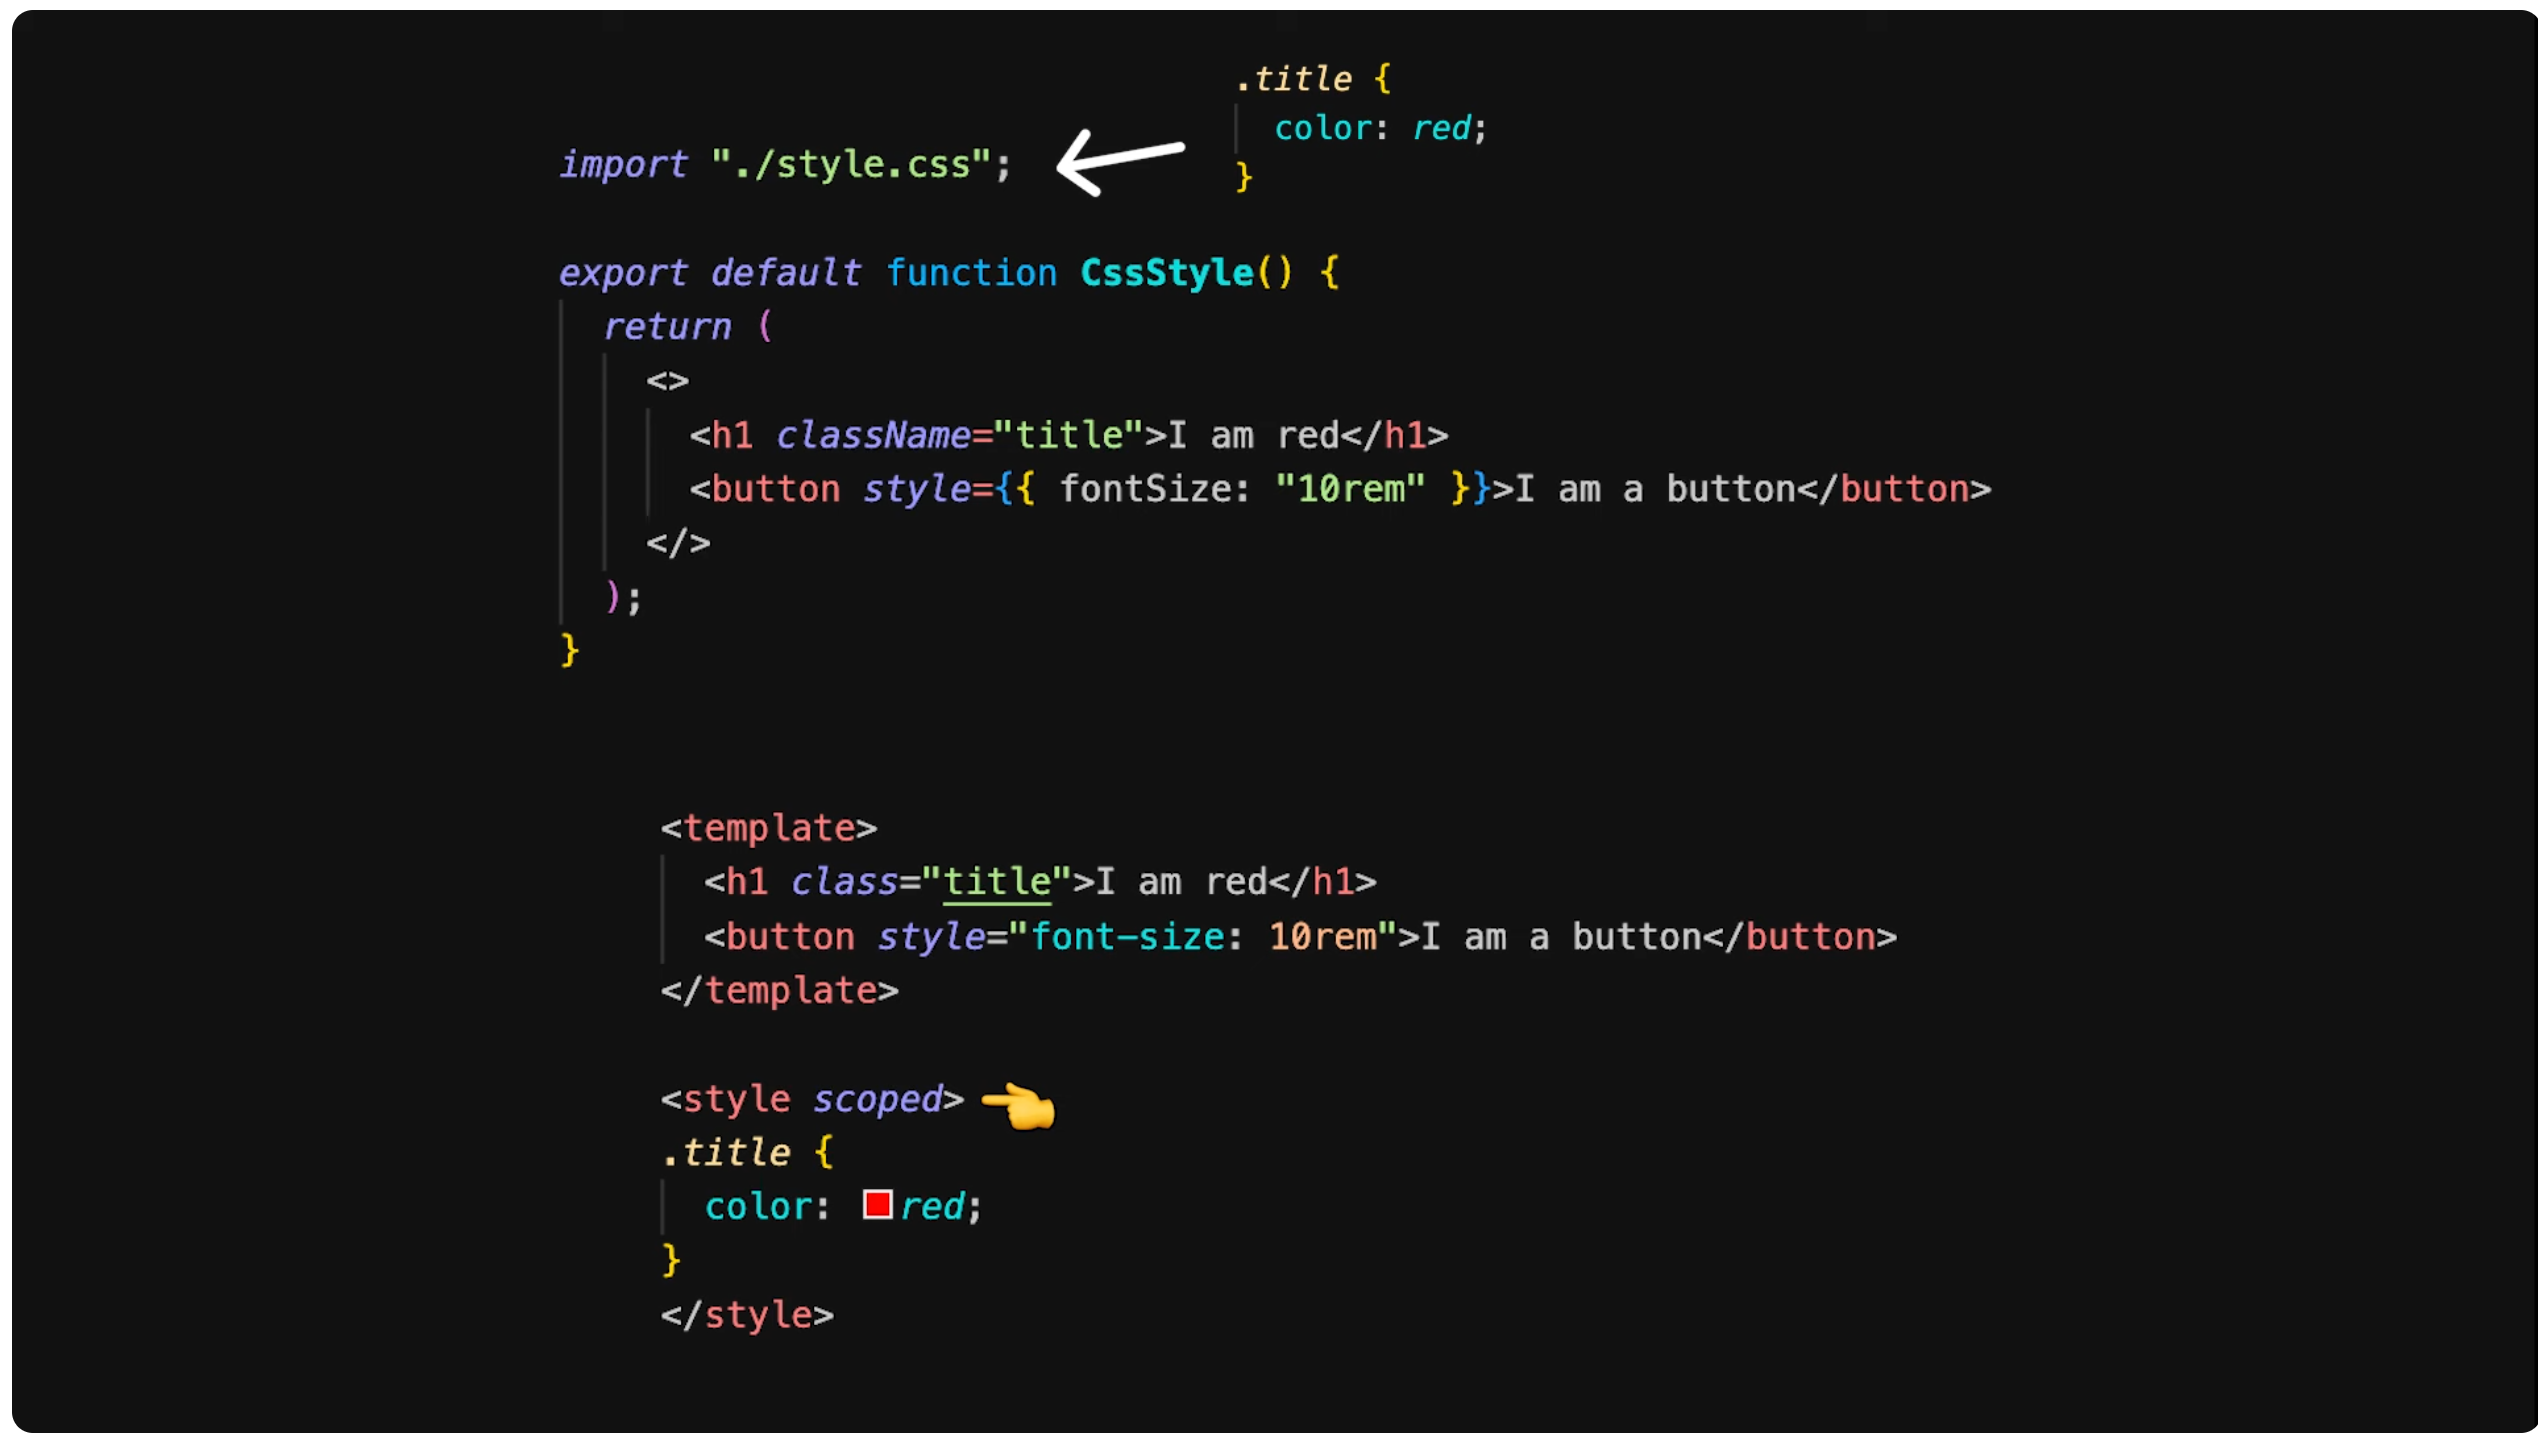 .title {
color: red;
}
import "./style.css";
export default function CssStyle() {
return (
<>
<h1 className="title">I am red</h1>
<button style={{ fontSize: "10rem" }}>I am a button</button>
</>
);
}
<template>
<h1 class="title">I am red</h1>
<button style="font-size: 10rem">I am a button</button>
</template>
<style scoped>
.title {
color: red;
}
</style>